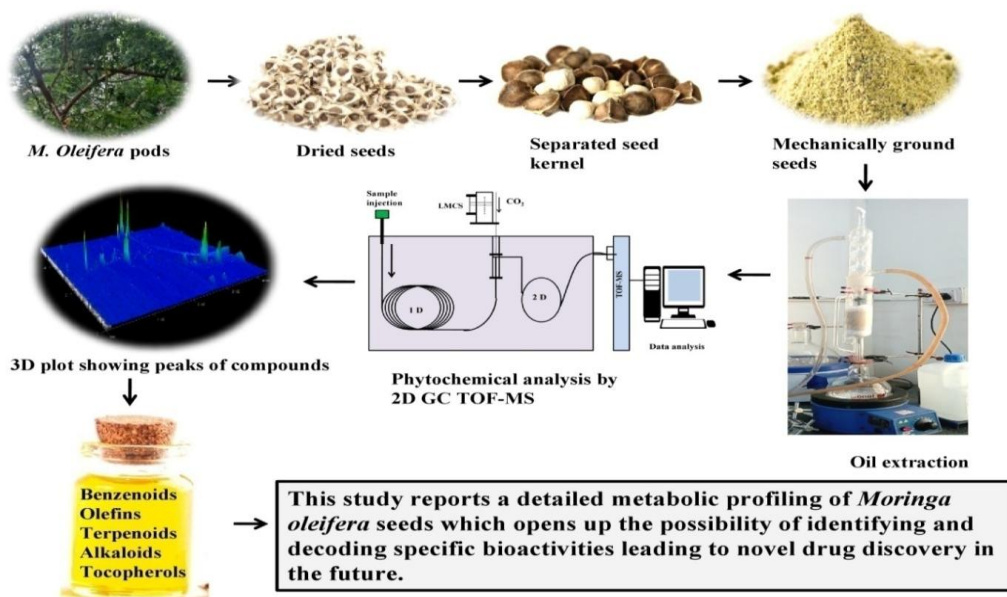 M. Oleifera pods
Dried seeds
Separated seed
kernel
Mechanically ground
seeds
Sample
injection
LMCS
CO2
1 D
2 D
TOF-MS
Data analysis
3D plot showing peaks of compounds
Phytochemical analysis by
2D GC TOF-MS
Oil extraction
Benzenoids
Olefins
Terpenoids
Alkaloids
Tocopherols
This study reports a detailed metabolic profiling of Moringa
oleifera seeds which opens up the possibility of identifying and
decoding specific bioactivities leading to novel drug discovery in
the future.